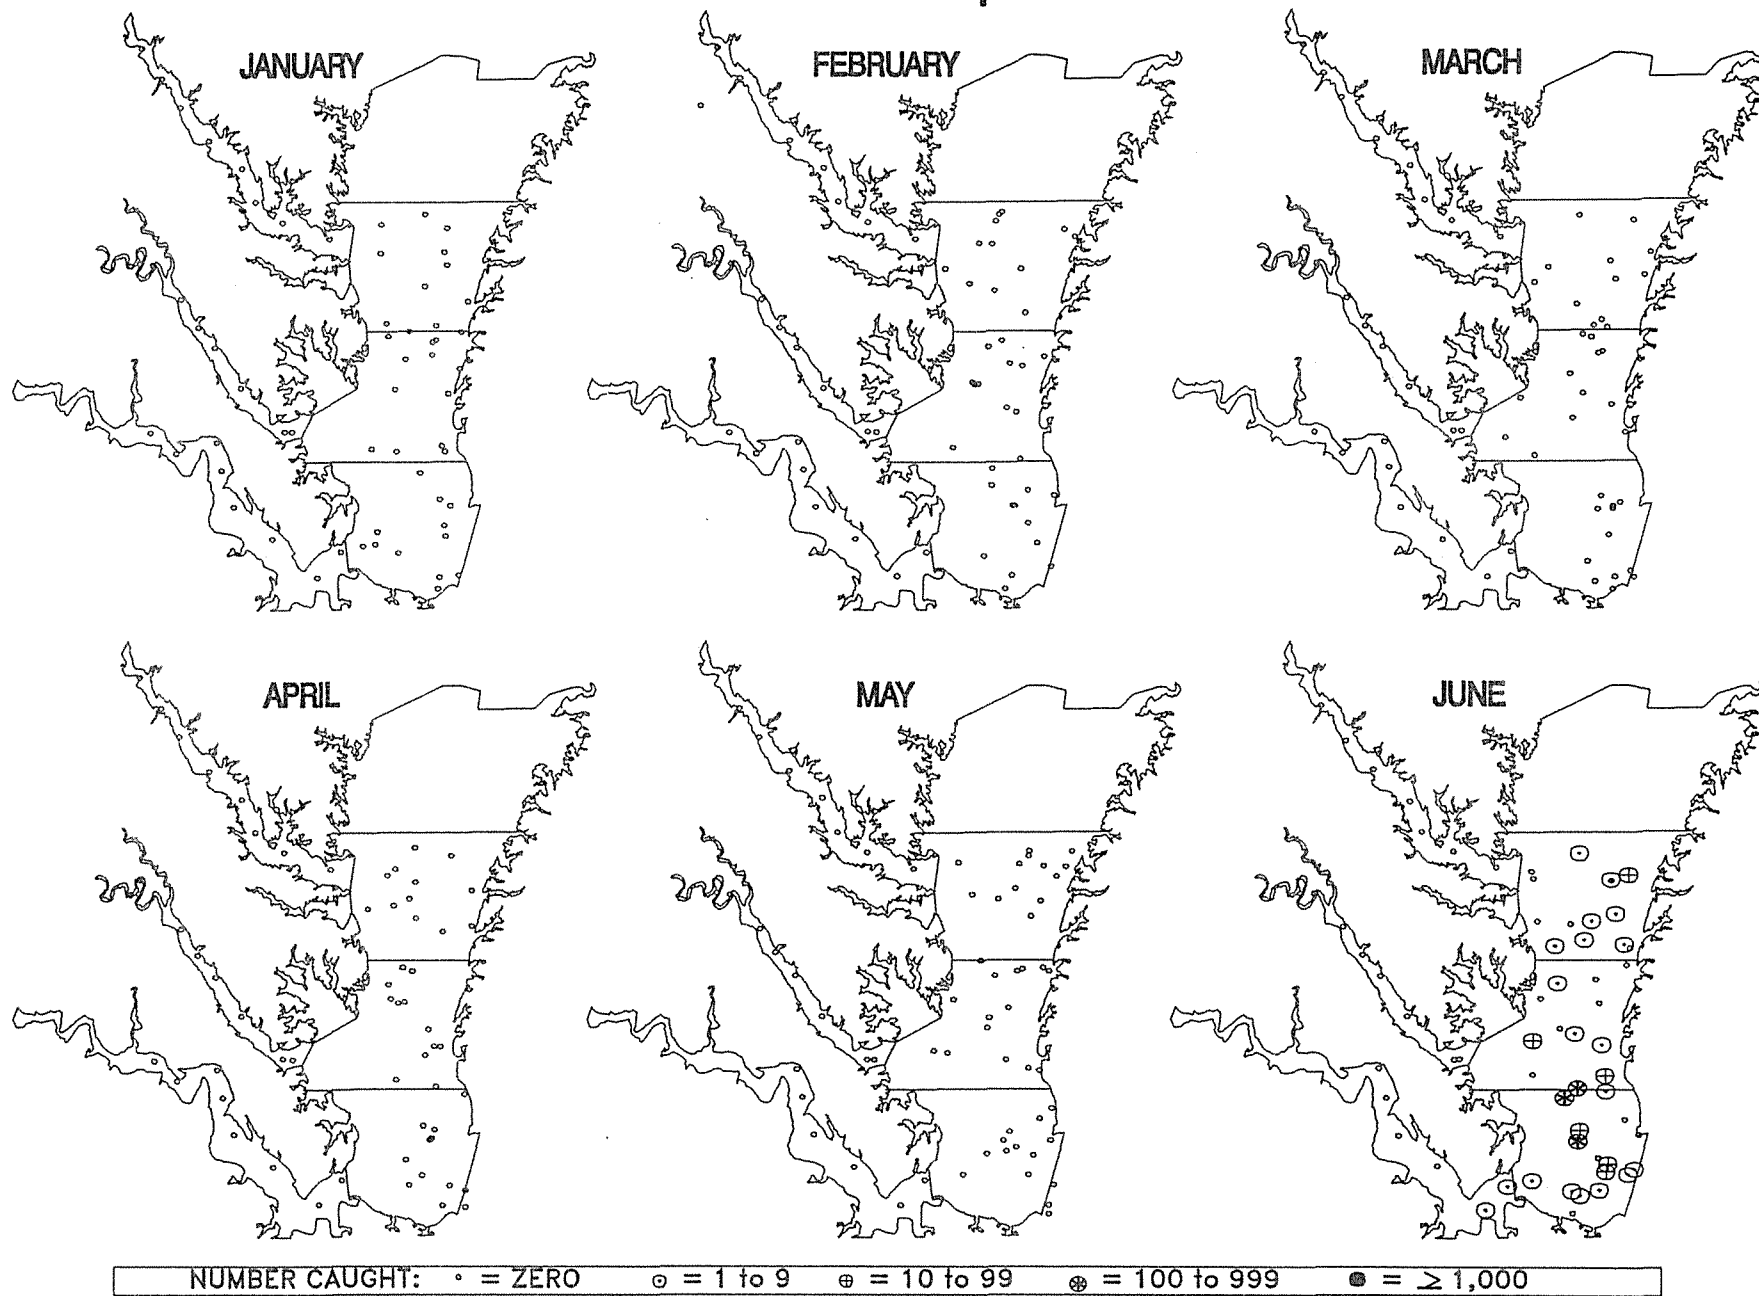 JANUARY FEBRUARY MARCH
APRIL MAY JUNE
NUMBER CAUGHT: = ZERO = 1 to 9 = 10 to 99 = 100 to 999 = ≥ 1,000